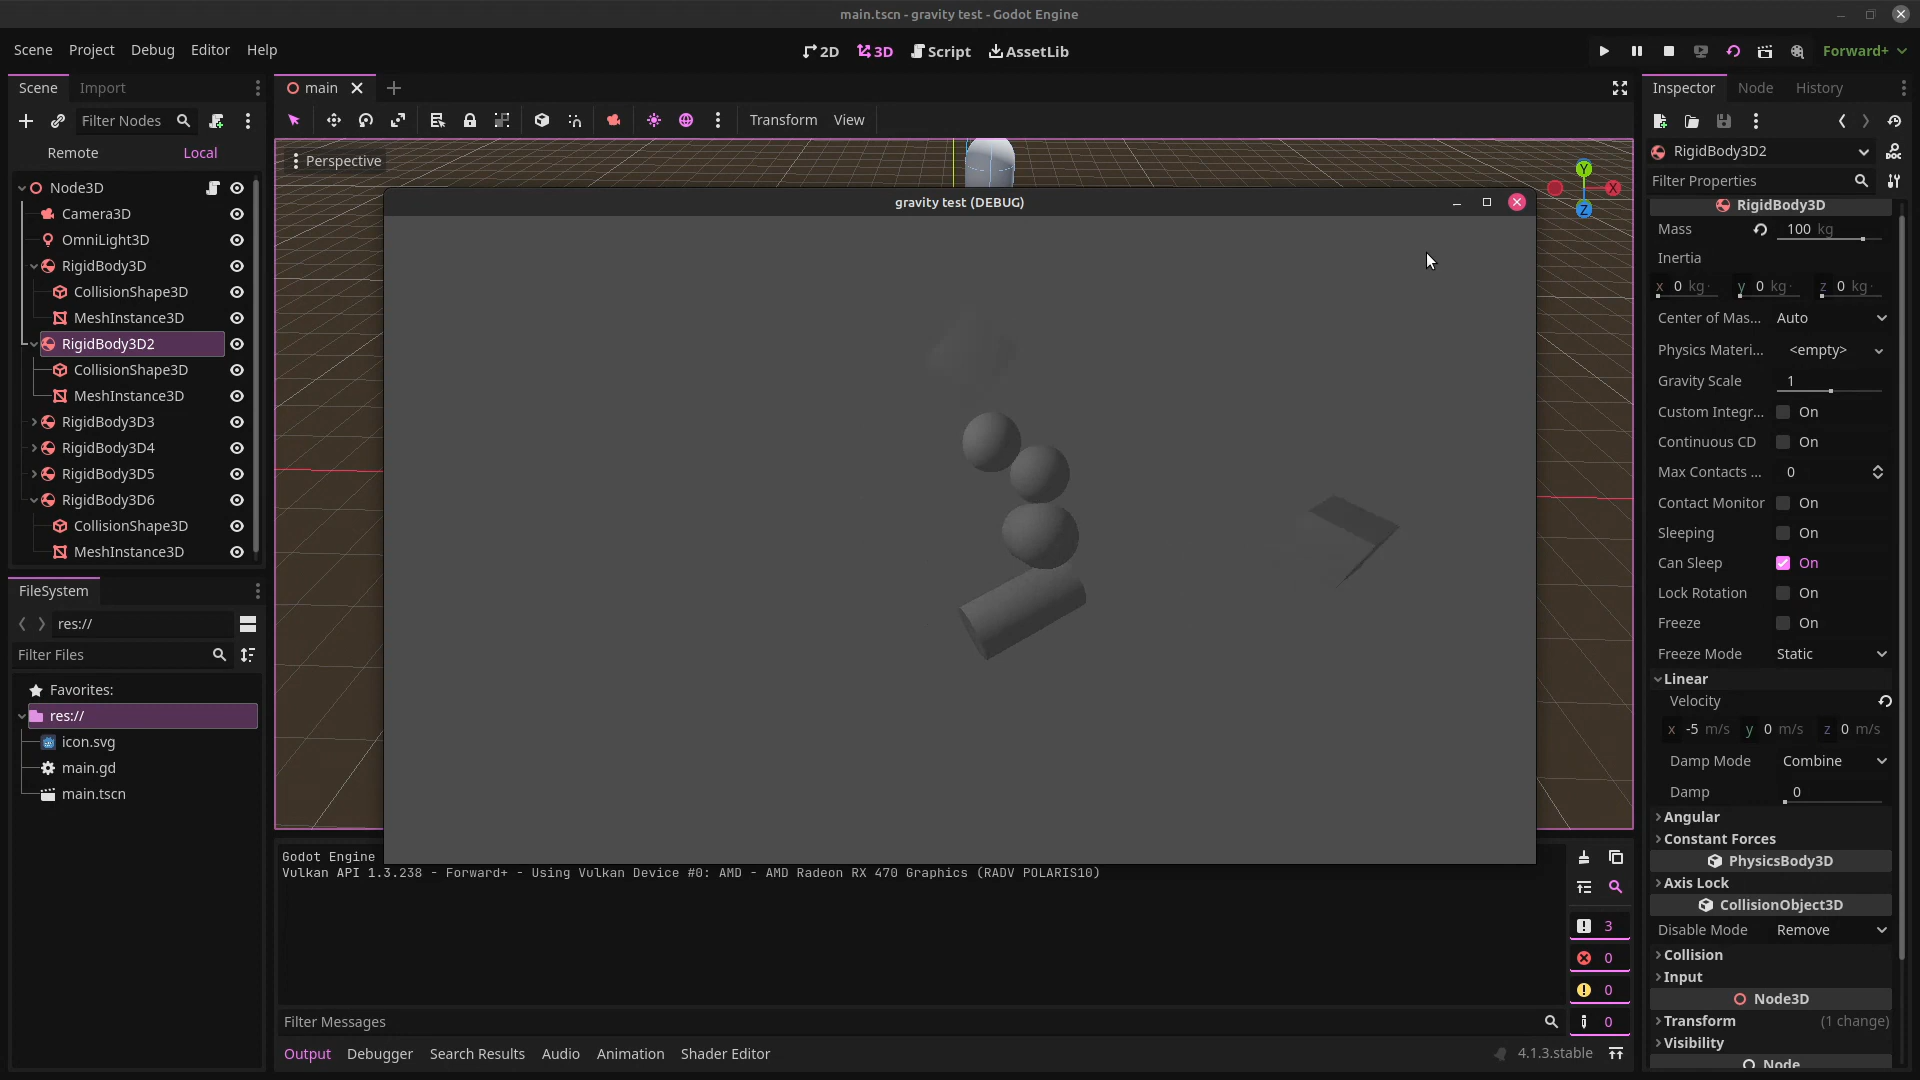 main.tscn - gravity test - Godot Engine
Scene Project Debug Editor Help
2D 3D Script AssetLib
Forward+
Scene Import
main
Inspector Node History
Filter Nodes
Transform View
Remote Local
Perspective
Node3D
Camera3D
OmniLight3D
RigidBody3D
CollisionShape3D
MeshInstance3D
RigidBody3D2
CollisionShape3D
MeshInstance3D
RigidBody3D3
RigidBody3D4
RigidBody3D5
RigidBody3D6
CollisionShape3D
MeshInstance3D
FileSystem
res://
Filter Files
Favorites:
res://
icon.svg
main.gd
main.tscn
gravity test (DEBUG)
Y
X
Z
Godot Engine
Vulkan API 1.3.238 - Forward+ - Using Vulkan Device #0: AMD - AMD Radeon RX 470 Graphics (RADV POLARIS10)
3
0
0
0
Filter Messages
Output Debugger Search Results Audio Animation Shader Editor
4.1.3.stable
RigidBody3D2
Filter Properties
RigidBody3D
Mass 100 kg
Inertia
x 0 kg· y 0 kg· z 0 kg·
Center of Mas... Auto
Physics Materi... <empty>
Gravity Scale 1
Custom Integr... On
Continuous CD On
Max Contacts ... 0
Contact Monitor On
Sleeping On
Can Sleep On
Lock Rotation On
Freeze On
Freeze Mode Static
Linear
Velocity
x -5 m/s y 0 m/s z 0 m/s
Damp Mode Combine
Damp 0
Angular
Constant Forces
PhysicsBody3D
Axis Lock
CollisionObject3D
Disable Mode Remove
Collision
Input
Node3D
Transform (1 change)
Visibility
Node